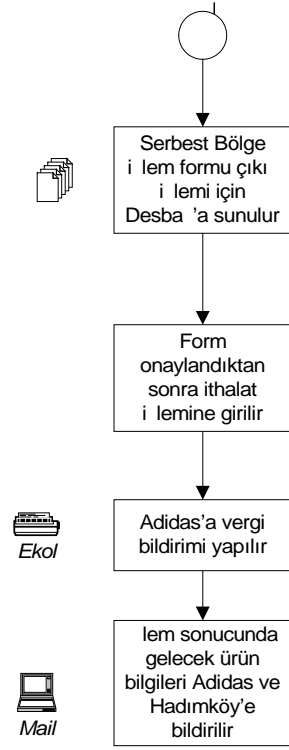 Serbest Bölge
i lem formu çıkı
i lemi için
Desba 'a sunulur
Form
onaylandıktan
sonra ithalat
i lemine girilir
Ekol
Adidas'a vergi
bildirimi yapılır
lem sonucunda
gelecek ürün
bilgileri Adidas ve
Hadımköy'e
bildirilir
Mail